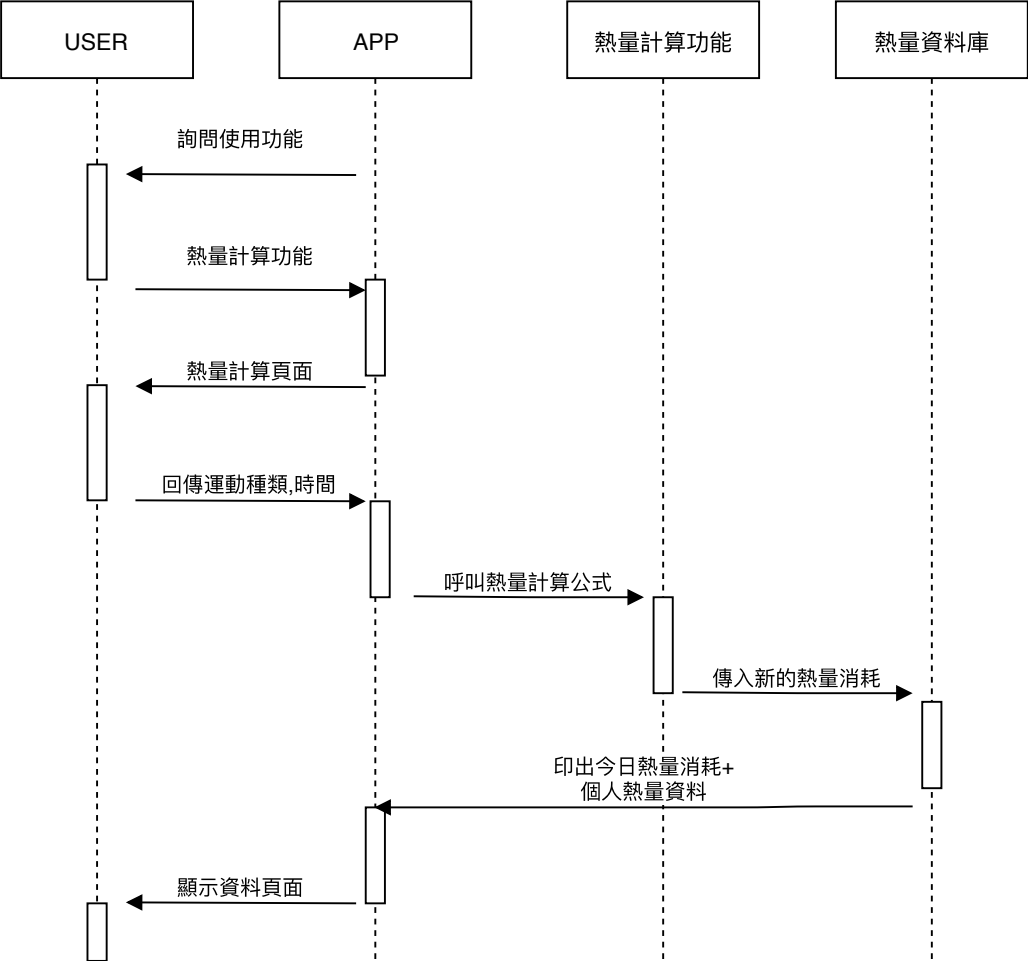 USER
APP
熱量計算功能
熱量資料庫
詢問使用功能
熱量計算功能
熱量計算頁面
回傳運動種類,時間
呼叫熱量計算公式
傳入新的熱量消耗
印出今日熱量消耗+
個人熱量資料
顯示資料頁面